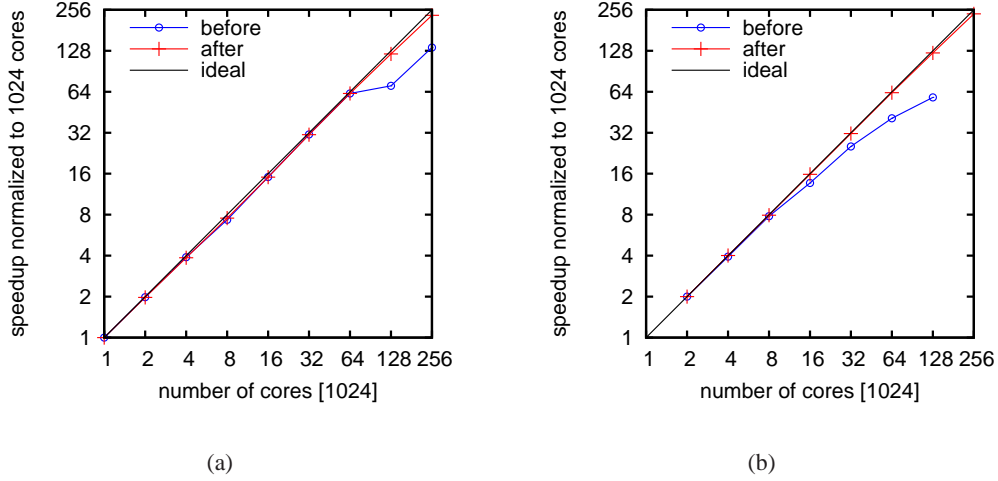 speedup normalized to 1024 cores
256
128
64
32
16
8
4
2
1
before
after
ideal
1 2 4 8 16 32 64 128 256
number of cores [1024]
(a)
speedup normalized to 1024 cores
256
128
64
32
16
8
4
2
1
before
after
ideal
1 2 4 8 16 32 64 128 256
number of cores [1024]
(b)